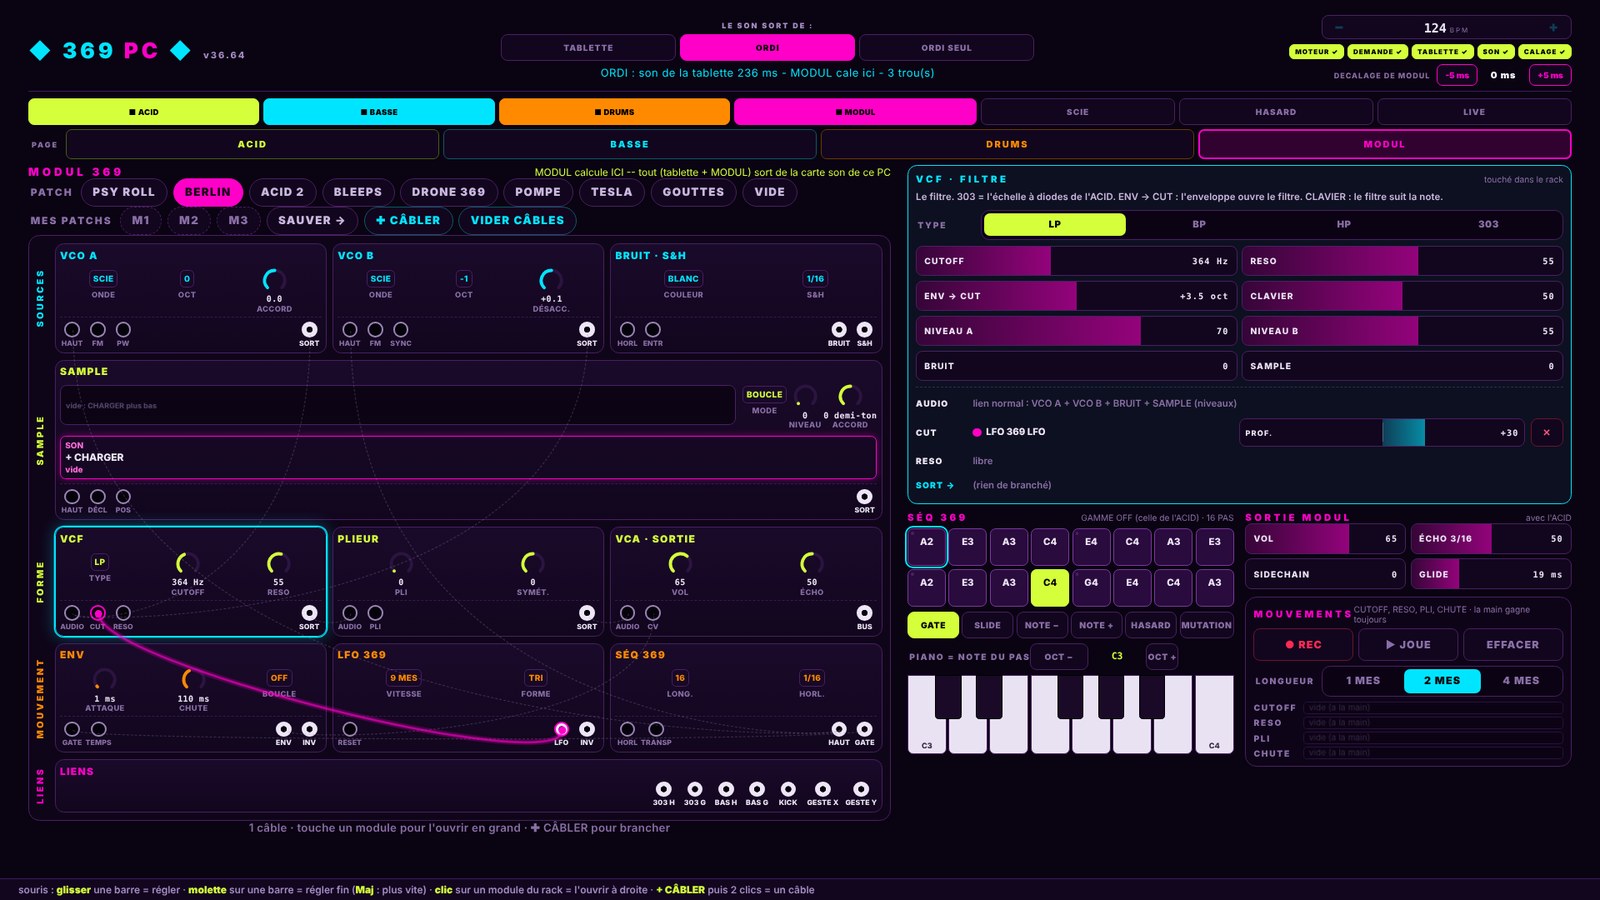 LE SON SORT DE :
369 PC v36.64
TABLETTE ORDI ORDI SEUL
− 124 BPM +
MOTEUR ✓ DEMANDE ✓ TABLETTE ✓ SON ✓ CALAGE ✓
ORDI : son de la tablette 236 ms - MODUL cale ici - 3 trou(s)
DECALAGE DE MODUL -5 ms 0 ms +5 ms
■ ACID ■ BASSE ■ DRUMS ■ MODUL SCIE HASARD LIVE
PAGE ACID BASSE DRUMS MODUL
MODUL 369 MODUL calcule ICI -- tout (tablette + MODUL) sort de la carte son de ce PC
PATCH PSY ROLL BERLIN ACID 2 BLEEPS DRONE 369 POMPE TESLA GOUTTES VIDE
MES PATCHS M1 M2 M3 SAUVER → + CÂBLER VIDER CÂBLES
SOURCES
VCO A
SCIE 0 0.0
ONDE OCT ACCORD
HAUT FM PW SORT
VCO B
SCIE -1 +0.1
ONDE OCT DÉSACC.
HAUT FM SYNC SORT
BRUIT · S&H
BLANC 1/16
COULEUR S&H
HORL ENTR BRUIT S&H
SAMPLE
SAMPLE
vide : CHARGER plus bas
BOUCLE 0 0 demi-ton
MODE NIVEAU ACCORD
SON
+ CHARGER
vide
HAUT DÉCL POS SORT
FORME
VCF
LP 364 Hz 55
TYPE CUTOFF RESO
AUDIO CUT RESO SORT
PLIEUR
0 0
PLI SYMÉT.
AUDIO PLI SORT
VCA · SORTIE
65 50
VOL ÉCHO
AUDIO CV BUS
MOUVEMENT
ENV
1 ms 110 ms OFF
ATTAQUE CHUTE BOUCLE
GATE TEMPS ENV INV
LFO 369
9 MES TRI
VITESSE FORME
RESET LFO INV
SÉQ 369
16 1/16
LONG. HORL.
HORL TRANSP HAUT GATE
LIENS
LIENS
303 H 303 G BAS H BAS G KICK GESTE X GESTE Y
1 câble · touche un module pour l'ouvrir en grand · + CÂBLER pour brancher
VCF · FILTRE touché dans le rack
Le filtre. 303 = l'échelle à diodes de l'ACID. ENV → CUT : l'enveloppe ouvre le filtre. CLAVIER : le filtre suit la note.
TYPE LP BP HP 303
CUTOFF 364 Hz RESO 55
ENV → CUT +3.5 oct CLAVIER 50
NIVEAU A 70 NIVEAU B 55
BRUIT 0 SAMPLE 0
AUDIO lien normal : VCO A + VCO B + BRUIT + SAMPLE (niveaux)
CUT LFO 369 LFO PROF. +30 ×
RESO libre
SORT → (rien de branché)
SÉQ 369 GAMME OFF (celle de l'ACID) · 16 PAS
A2 E3 A3 C4 E4 C4 A3 E3
A2 E3 A3 C4 G4 E4 C4 A3
GATE SLIDE NOTE − NOTE + HASARD MUTATION
PIANO = NOTE DU PAS OCT − C3 OCT +
C3 C4
SORTIE MODUL avec l'ACID
VOL 65 ÉCHO 3/16 50
SIDECHAIN 0 GLIDE 19 ms
MOUVEMENTS CUTOFF, RESO, PLI, CHUTE · la main gagne
toujours
● REC ▶ JOUE EFFACER
LONGUEUR 1 MES 2 MES 4 MES
CUTOFF vide (à la main)
RESO vide (à la main)
PLI vide (à la main)
CHUTE vide (à la main)
souris : glisser une barre = régler · molette sur une barre = régler fin (Maj : plus vite) · clic sur un module du rack = l'ouvrir à droite · + CÂBLER puis 2 clics = un câble